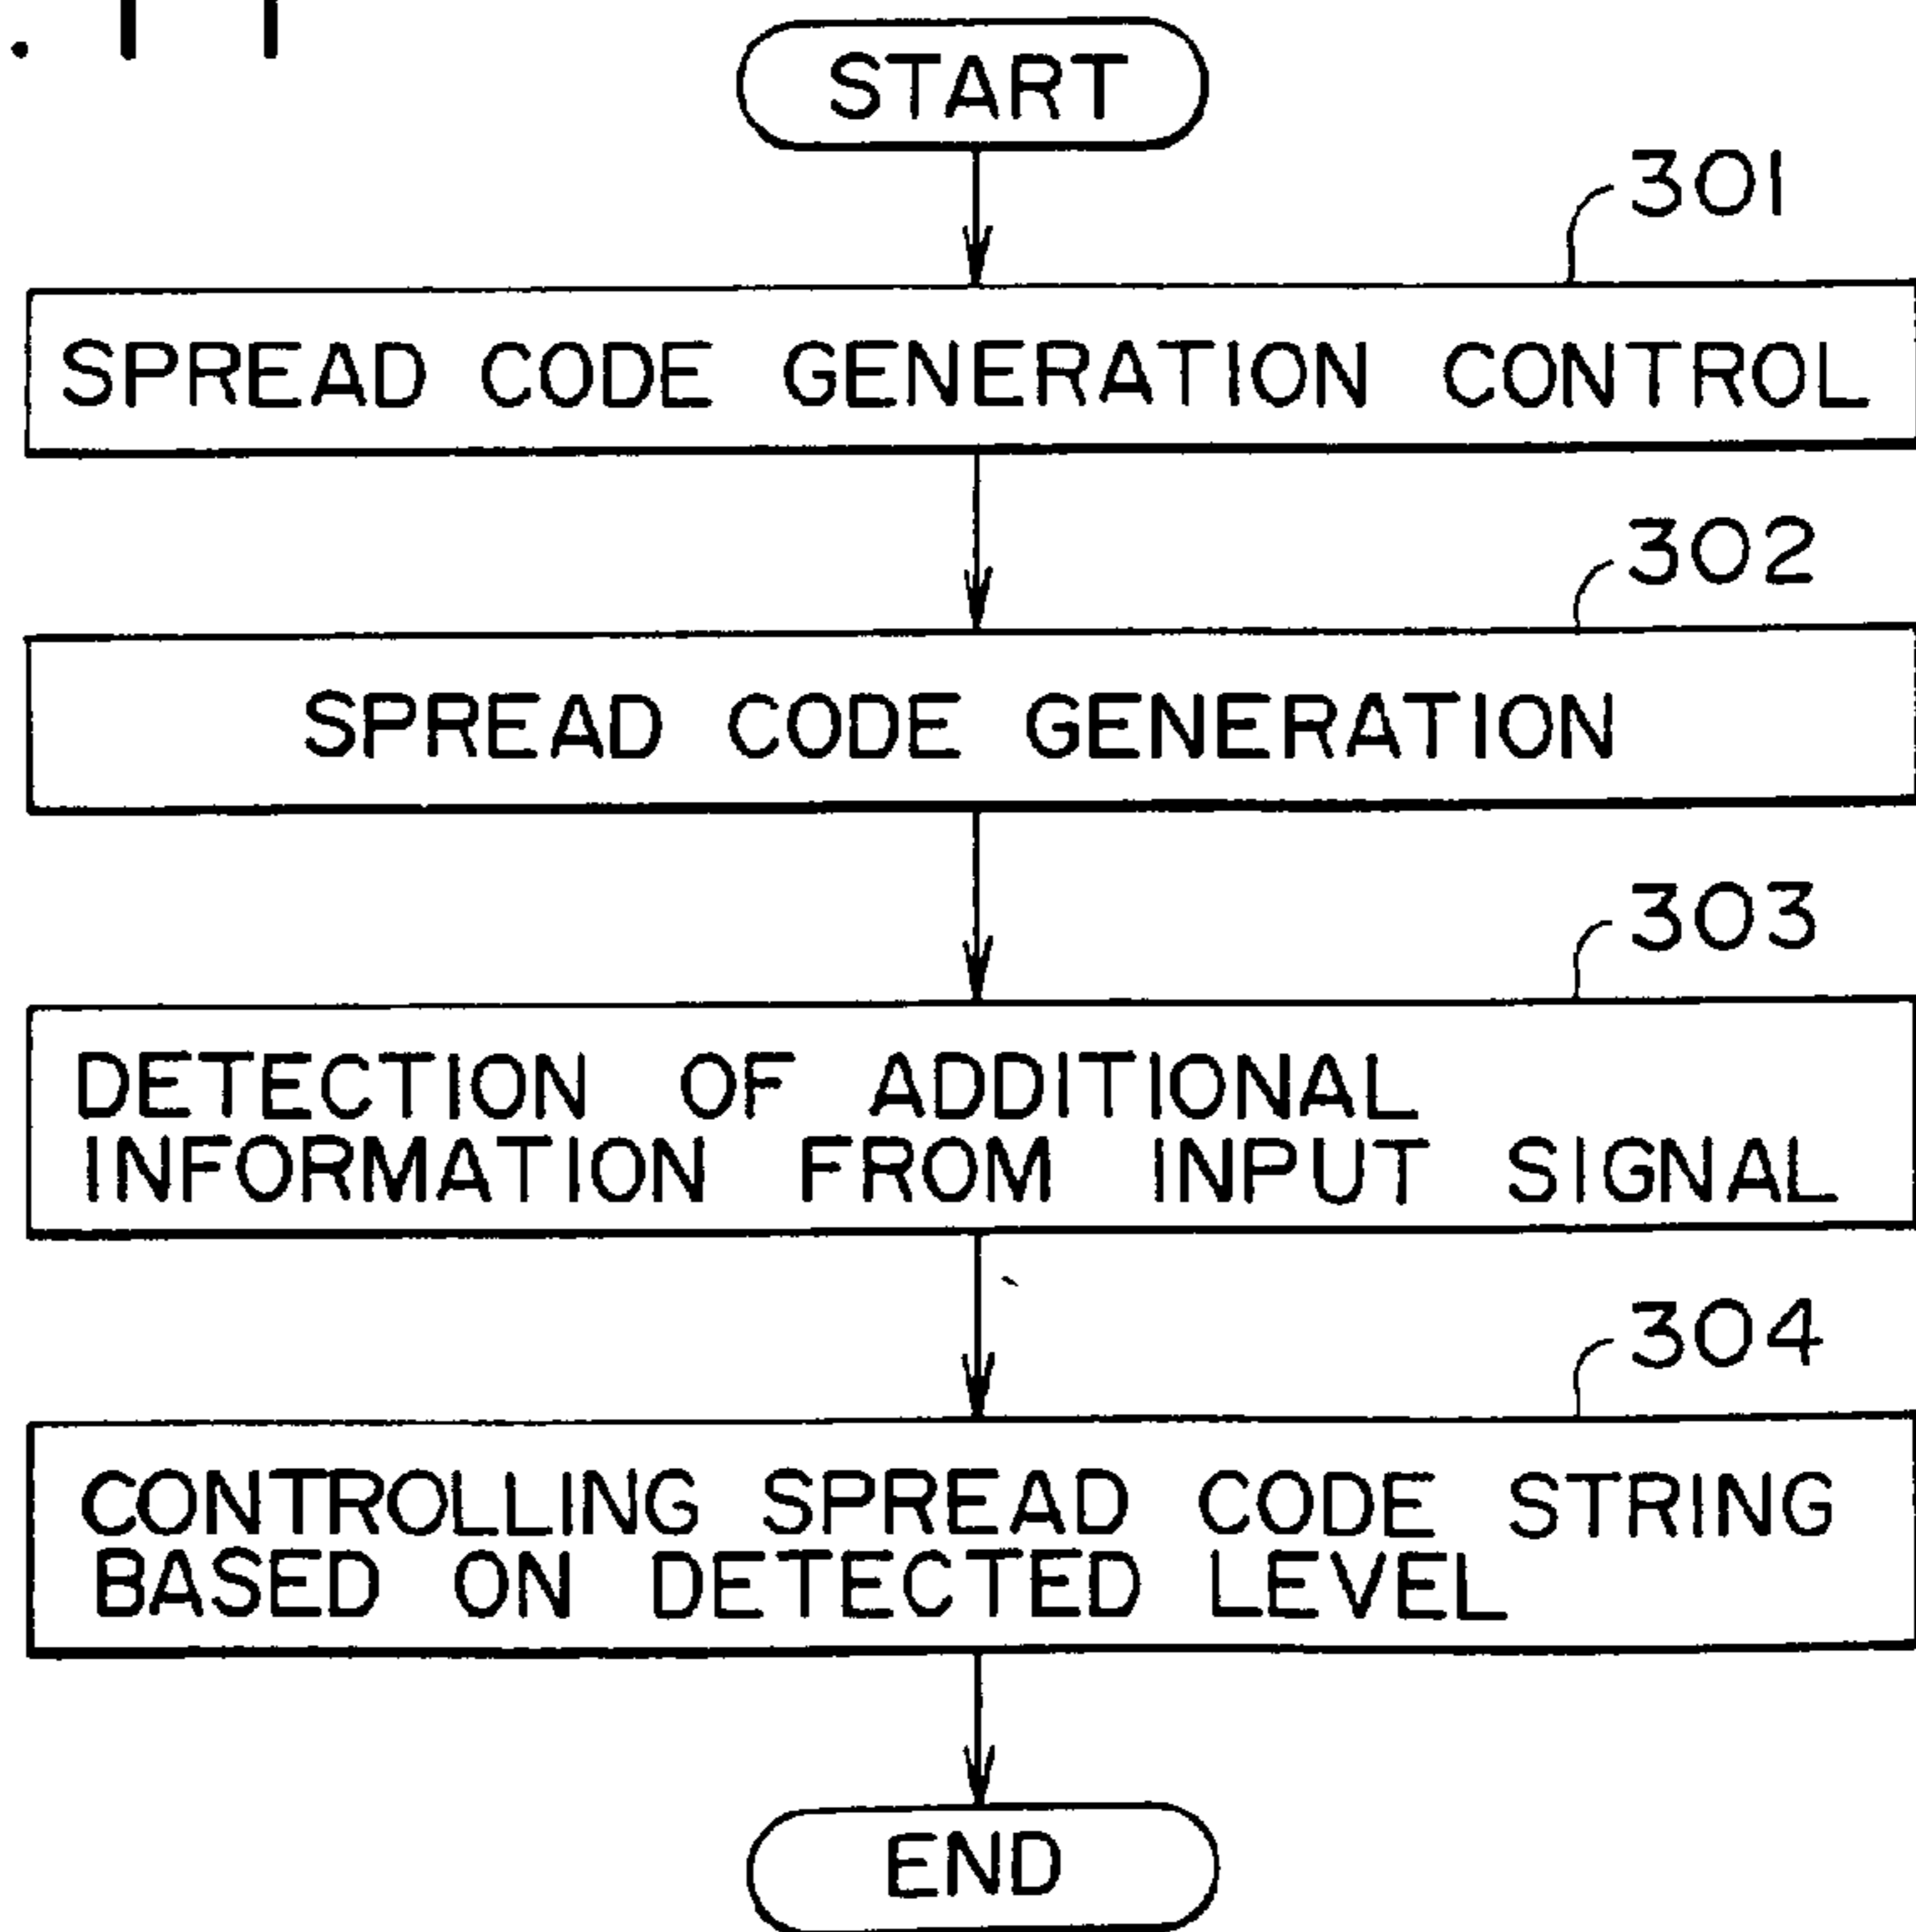 START
301
SPREAD CODE GENERATION CONTROL
302
SPREAD CODE GENERATION
303
DETECTION OF ADDITIONAL
INFORMATION FROM INPUT SIGNAL
304
CONTROLLING SPREAD CODE STRING
BASED ON DETECTED LEVEL
END